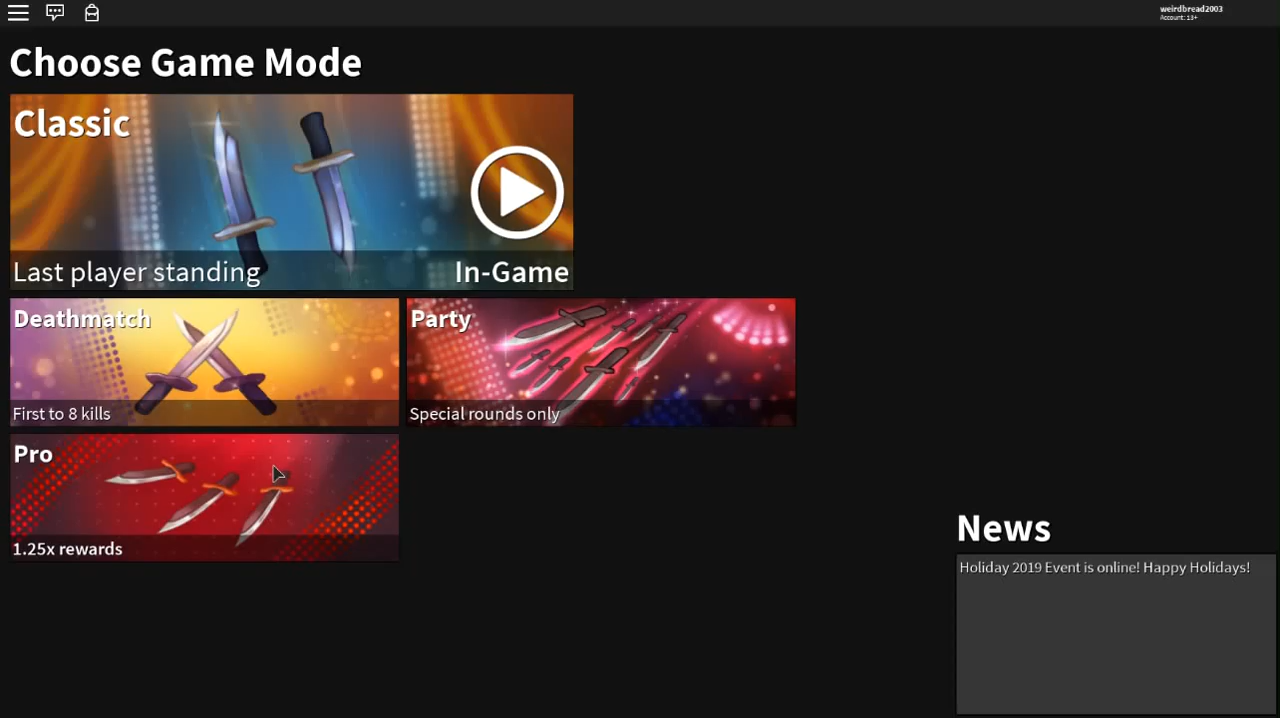 weirdbread2003
Account: 13+
Choose Game Mode
Classic
Last player standing
In-Game
Deathmatch
First to 8 kills
Party
Special rounds only
Pro
1.25x rewards
News
Holiday 2019 Event is online! Happy Holidays!